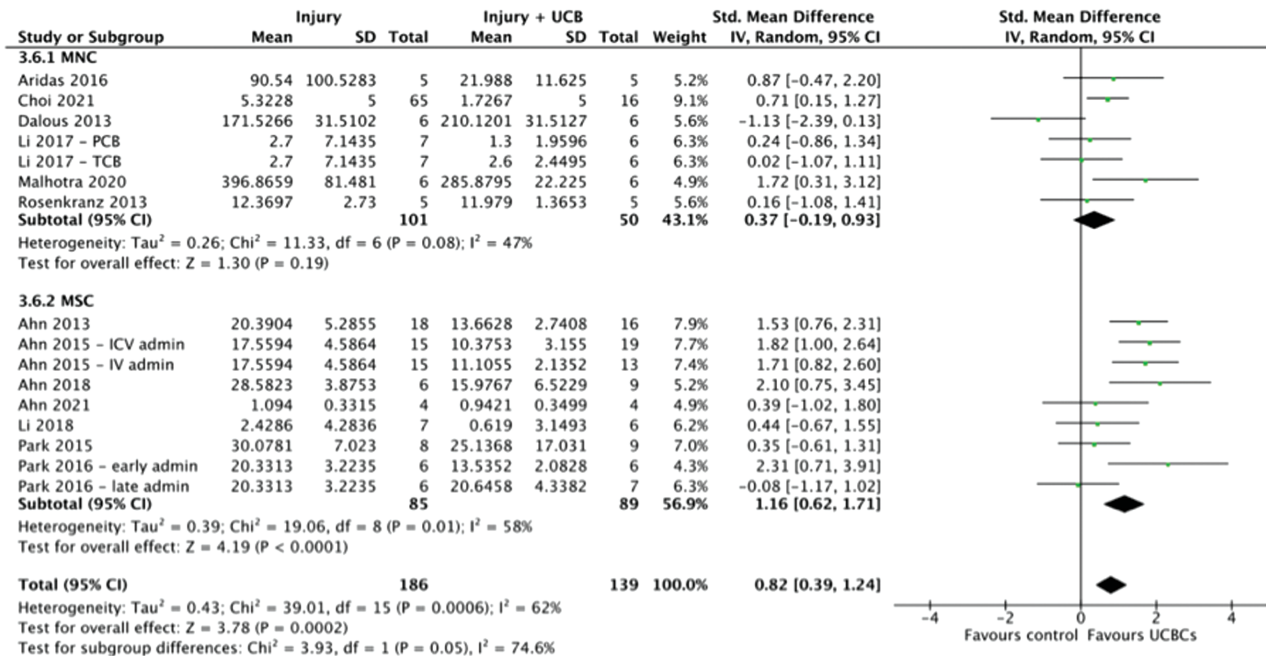 Injury Injury + UCB Std. Mean Difference Std. Mean Difference
Study or Subgroup Mean SD Total Mean SD Total Weight IV, Random, 95% CI IV, Random, 95% CI
3.6.1 MNC
Aridas 2016 90.54 100.5283 5 21.988 11.625 5 5.2% 0.87 [−0.47, 2.20]
Choi 2021 5.3228 5 65 1.7267 5 16 9.1% 0.71 [0.15, 1.27]
Dalous 2013 171.5266 31.5102 6 210.1201 31.5127 6 5.6% −1.13 [−2.39, 0.13]
Li 2017 – PCB 2.7 7.1435 7 1.3 1.9596 6 6.3% 0.24 [−0.86, 1.34]
Li 2017 – TCB 2.7 7.1435 7 2.6 2.4495 6 6.3% 0.02 [−1.07, 1.11]
Malhotra 2020 396.8659 81.481 6 285.8795 22.225 6 4.9% 1.72 [0.31, 3.12]
Rosenkranz 2013 12.3697 2.73 5 11.979 1.3653 5 5.6% 0.16 [−1.08, 1.41]
Subtotal (95% CI) 101 50 43.1% 0.37 [−0.19, 0.93]
Heterogeneity: Tau² = 0.26; Chi² = 11.33, df = 6 (P = 0.08); I² = 47%
Test for overall effect: Z = 1.30 (P = 0.19)
3.6.2 MSC
Ahn 2013 20.3904 5.2855 18 13.6628 2.7408 16 7.9% 1.53 [0.76, 2.31]
Ahn 2015 – ICV admin 17.5594 4.5864 15 10.3753 3.155 19 7.7% 1.82 [1.00, 2.64]
Ahn 2015 – IV admin 17.5594 4.5864 15 11.1055 2.1352 13 7.4% 1.71 [0.82, 2.60]
Ahn 2018 28.5823 3.8753 6 15.9767 6.5229 9 5.2% 2.10 [0.75, 3.45]
Ahn 2021 1.094 0.3315 4 0.9421 0.3499 4 4.9% 0.39 [−1.02, 1.80]
Li 2018 2.4286 4.2836 7 0.619 3.1493 6 6.2% 0.44 [−0.67, 1.55]
Park 2015 30.0781 7.023 8 25.1368 17.031 9 7.0% 0.35 [−0.61, 1.31]
Park 2016 – early admin 20.3313 3.2235 6 13.5352 2.0828 6 4.3% 2.31 [0.71, 3.91]
Park 2016 – late admin 20.3313 3.2235 6 20.6458 4.3382 7 6.3% −0.08 [−1.17, 1.02]
Subtotal (95% CI) 85 89 56.9% 1.16 [0.62, 1.71]
Heterogeneity: Tau² = 0.39; Chi² = 19.06, df = 8 (P = 0.01); I² = 58%
Test for overall effect: Z = 4.19 (P < 0.0001)
Total (95% CI) 186 139 100.0% 0.82 [0.39, 1.24]
Heterogeneity: Tau² = 0.43; Chi² = 39.01, df = 15 (P = 0.0006); I² = 62%
Test for overall effect: Z = 3.78 (P = 0.0002)
Test for subgroup differences: Chi² = 3.93, df = 1 (P = 0.05), I² = 74.6%
−4 −2 0 2 4
Favours control Favours UCBCs